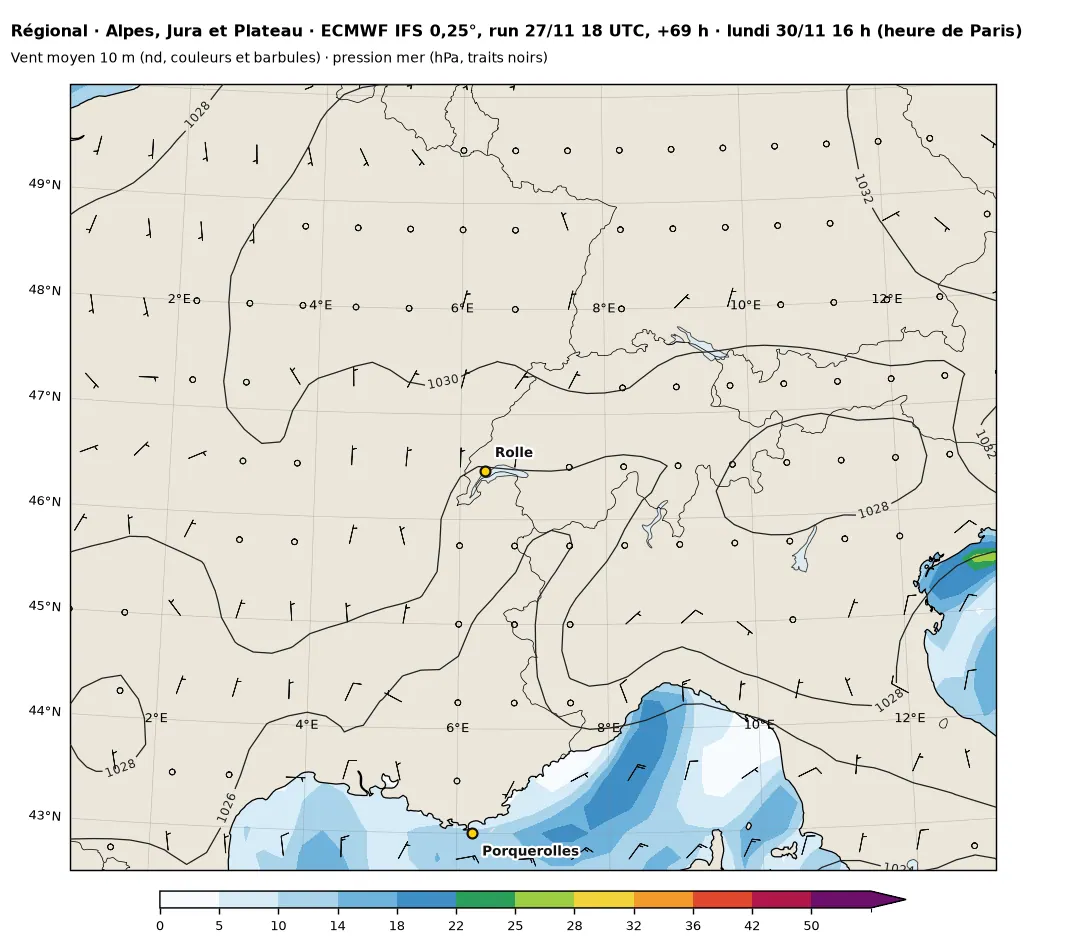 Régional · Alpes, Jura et Plateau · ECMWF IFS 0,25°, run 27/11 18 UTC, +69 h · lundi 30/11 16 h (heure de Paris)
Vent moyen 10 m (nd, couleurs et barbules) · pression mer (hPa, traits noirs)
1028
49°N
1032
48°N
2°E
4°E
6°E
8°E
10°E
12°E
47°N
1030
1032
Rolle
46°N
1028
45°N
1028
44°N
2°E
4°E
6°E
8°E
10°E
12°E
1028
1026
43°N
Porquerolles
0
5
10
14
18
22
25
28
32
36
42
50